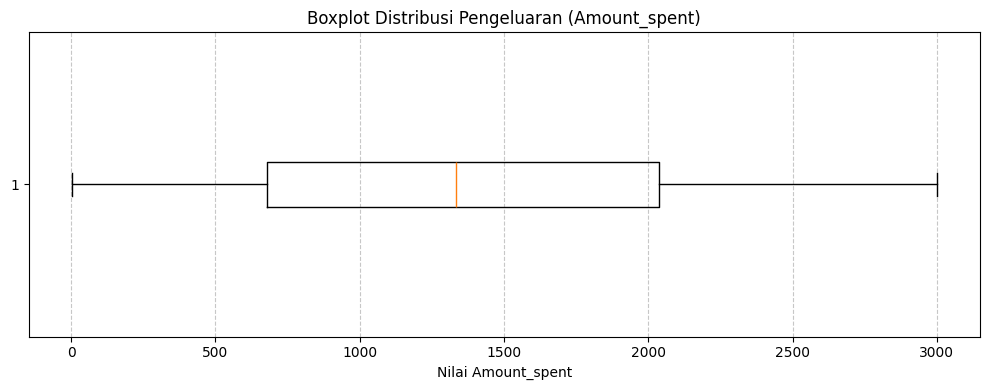 Boxplot Distribusi Pengeluaran (Amount_spent)
1
0 500 1000 1500 2000 2500 3000
Nilai Amount_spent